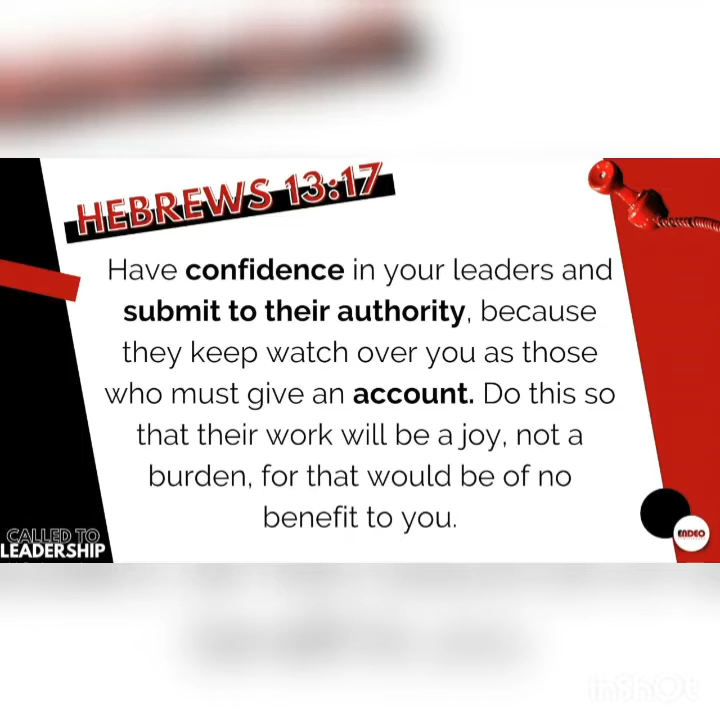 HEBREWS 13:17
Have confidence in your leaders and
submit to their authority, because
they keep watch over you as those
who must give an account. Do this so
that their work will be a joy, not a
burden, for that would be of no
benefit to you.
CALLED TO
LEADERSHIP
ENDEO